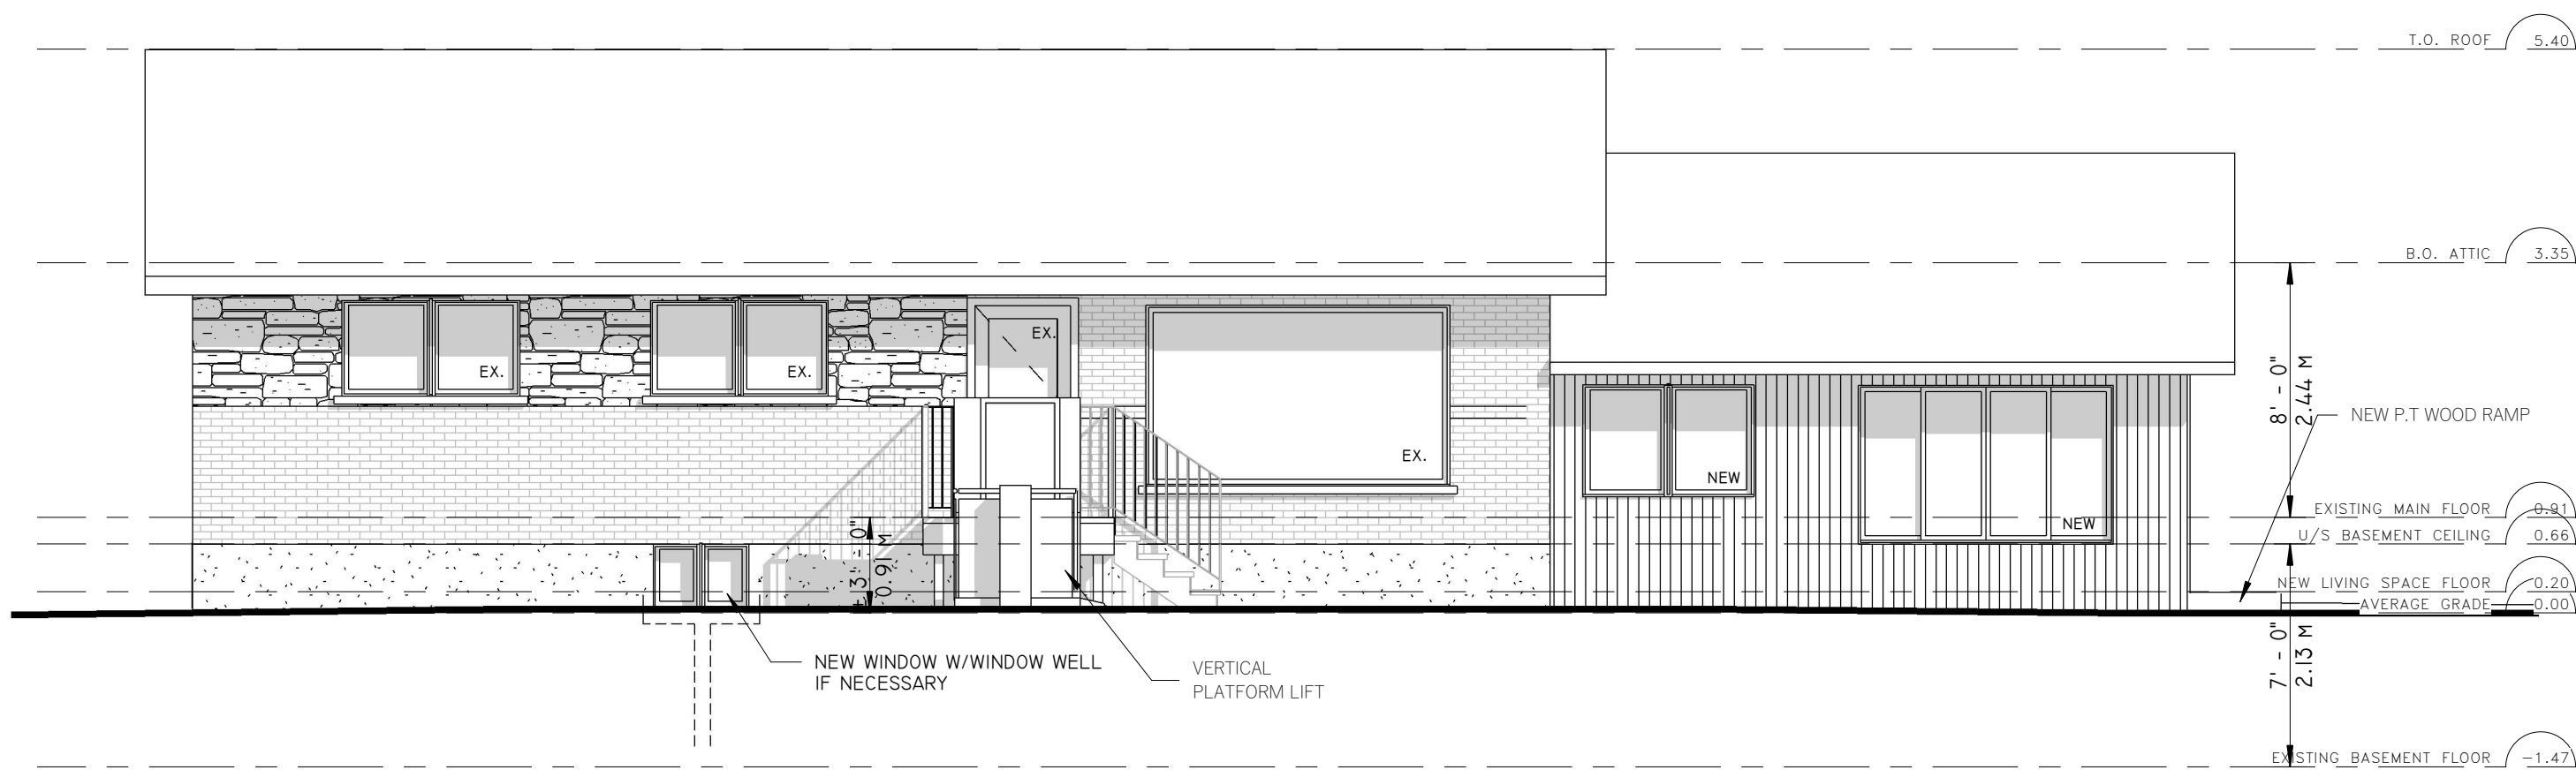 T.O. ROOF 5.40
B.O. ATTIC 3.35
EX.
EX.
EX.
EX.
NEW
NEW
8' - 0"
2.44 M
NEW P.T WOOD RAMP
EXISTING MAIN FLOOR 0.91
U/S BASEMENT CEILING 0.66
± 3' - 0"
0.91 M
NEW LIVING SPACE FLOOR 0.20
AVERAGE GRADE 0.00
7' - 0"
2.13 M
NEW WINDOW W/WINDOW WELL
IF NECESSARY
VERTICAL
PLATFORM LIFT
EXISTING BASEMENT FLOOR -1.47